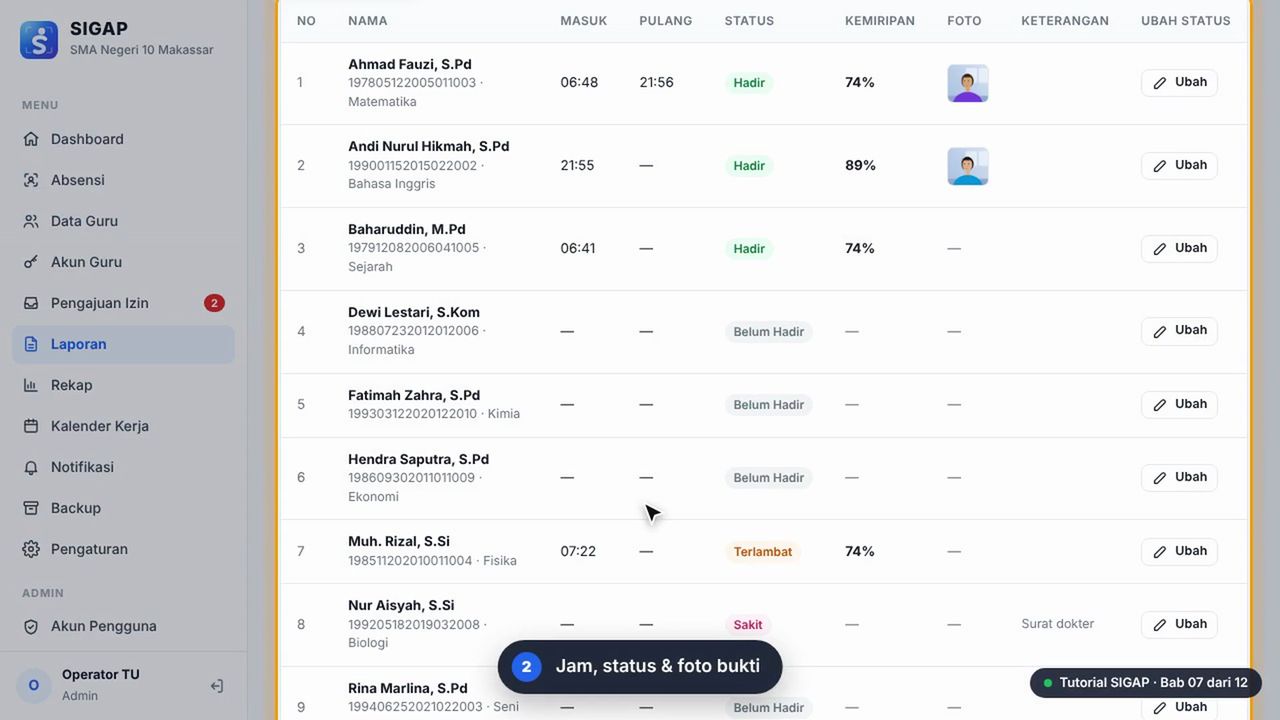 SIGAP
SMA Negeri 10 Makassar
MENU
Dashboard
Absensi
Data Guru
Akun Guru
Pengajuan Izin 2
Laporan
Rekap
Kalender Kerja
Notifikasi
Backup
Pengaturan
ADMIN
Akun Pengguna
O Operator TU
Admin
NO NAMA MASUK PULANG STATUS KEMIRIPAN FOTO KETERANGAN UBAH STATUS
Ahmad Fauzi, S.Pd
1 197805122005011003 · 06:48 21:56 Hadir 74% Ubah
Matematika
Andi Nurul Hikmah, S.Pd
2 199001152015022002 · 21:55 — Hadir 89% Ubah
Bahasa Inggris
Baharuddin, M.Pd
3 197912082006041005 · 06:41 — Hadir 74% — Ubah
Sejarah
Dewi Lestari, S.Kom
4 198807232012012006 · — — Belum Hadir — — Ubah
Informatika
Fatimah Zahra, S.Pd
5 199303122020122010 · Kimia — — Belum Hadir — — Ubah
Hendra Saputra, S.Pd
6 198609302011011009 · — — Belum Hadir — — Ubah
Ekonomi
Muh. Rizal, S.Si
7 198511202010011004 · Fisika 07:22 — Terlambat 74% — Ubah
Nur Aisyah, S.Si
8 199205182019032008 · — — Sakit — — Surat dokter Ubah
Biologi
Rina Marlina, S.Pd
9 199406252021022003 · Seni — — Belum Hadir — — Ubah
2 Jam, status & foto bukti
Tutorial SIGAP · Bab 07 dari 12